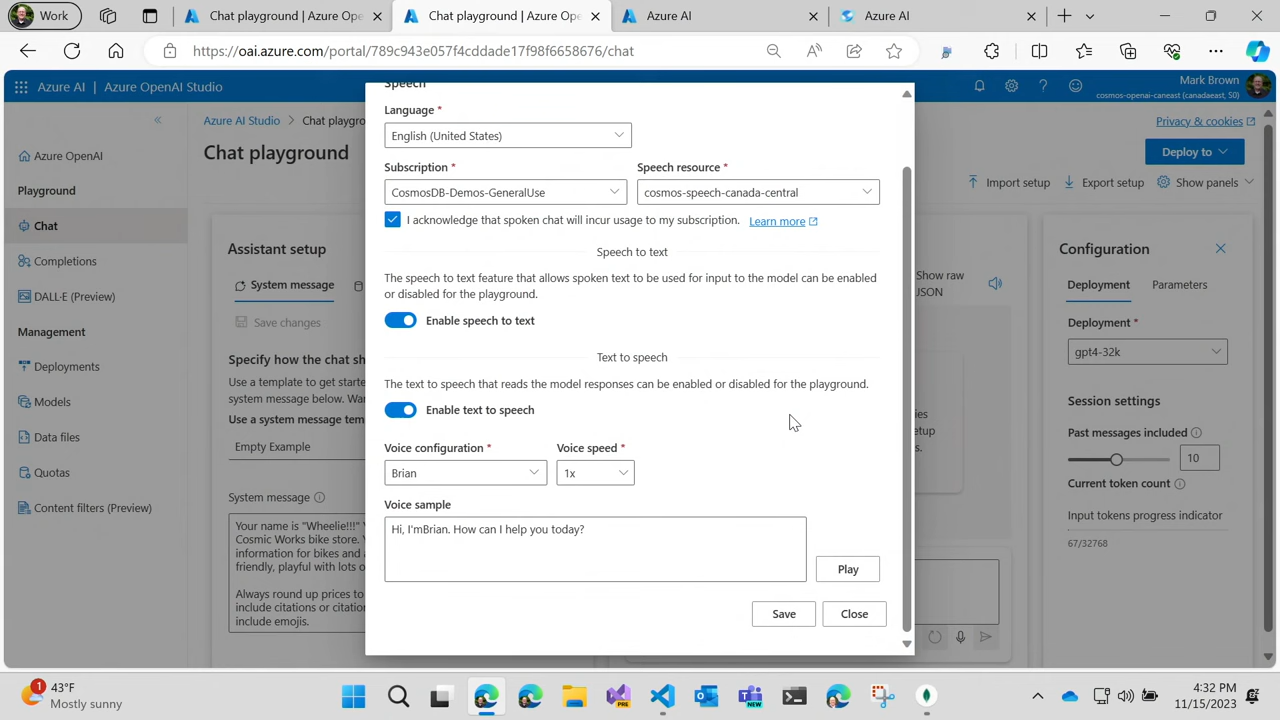 Work
Chat playground | Azure Ope
Chat playground | Azure Ope
Azure AI
Azure AI
https://oai.azure.com/portal/789c943e057f4cddade17f98f6658676/chat
Azure AI | Azure OpenAI Studio
Mark Brown
cosmos-openai-caneast (canadaeast, S0)
Azure AI Studio > Chat playgro
Privacy & cookies
Chat playground
Deploy to
Import setup
Export setup
Show panels
Azure OpenAI
Playground
Chat
Completions
DALL·E (Preview)
Management
Deployments
Models
Data files
Quotas
Content filters (Preview)
Assistant setup
System message
Save changes
Specify how the chat sh
Use a template to get starte
system message below. Wa
Use a system message temp
Empty Example
System message
Your name is "Wheelie!!!"
Cosmic Works bike store. Y
information for bikes and a
friendly, playful with lots o
Always round up prices to
include citations or citation
include emojis.
Speech
Language *
English (United States)
Subscription *
Speech resource *
CosmosDB-Demos-GeneralUse
cosmos-speech-canada-central
I acknowledge that spoken chat will incur usage to my subscription. Learn more
Speech to text
The speech to text feature that allows spoken text to be used for input to the model can be enabled
or disabled for the playground.
Enable speech to text
Text to speech
The text to speech that reads the model responses can be enabled or disabled for the playground.
Enable text to speech
Voice configuration *
Voice speed *
Brian
1x
Voice sample
Hi, I'mBrian. How can I help you today?
Play
Save
Close
how raw
JSON
ies
etup
s.
Configuration
Deployment
Parameters
Deployment *
gpt4-32k
Session settings
Past messages included
10
Current token count
Input tokens progress indicator
67/32768
1
43°F
Mostly sunny
PRE
NEW
4:32 PM
11/15/2023